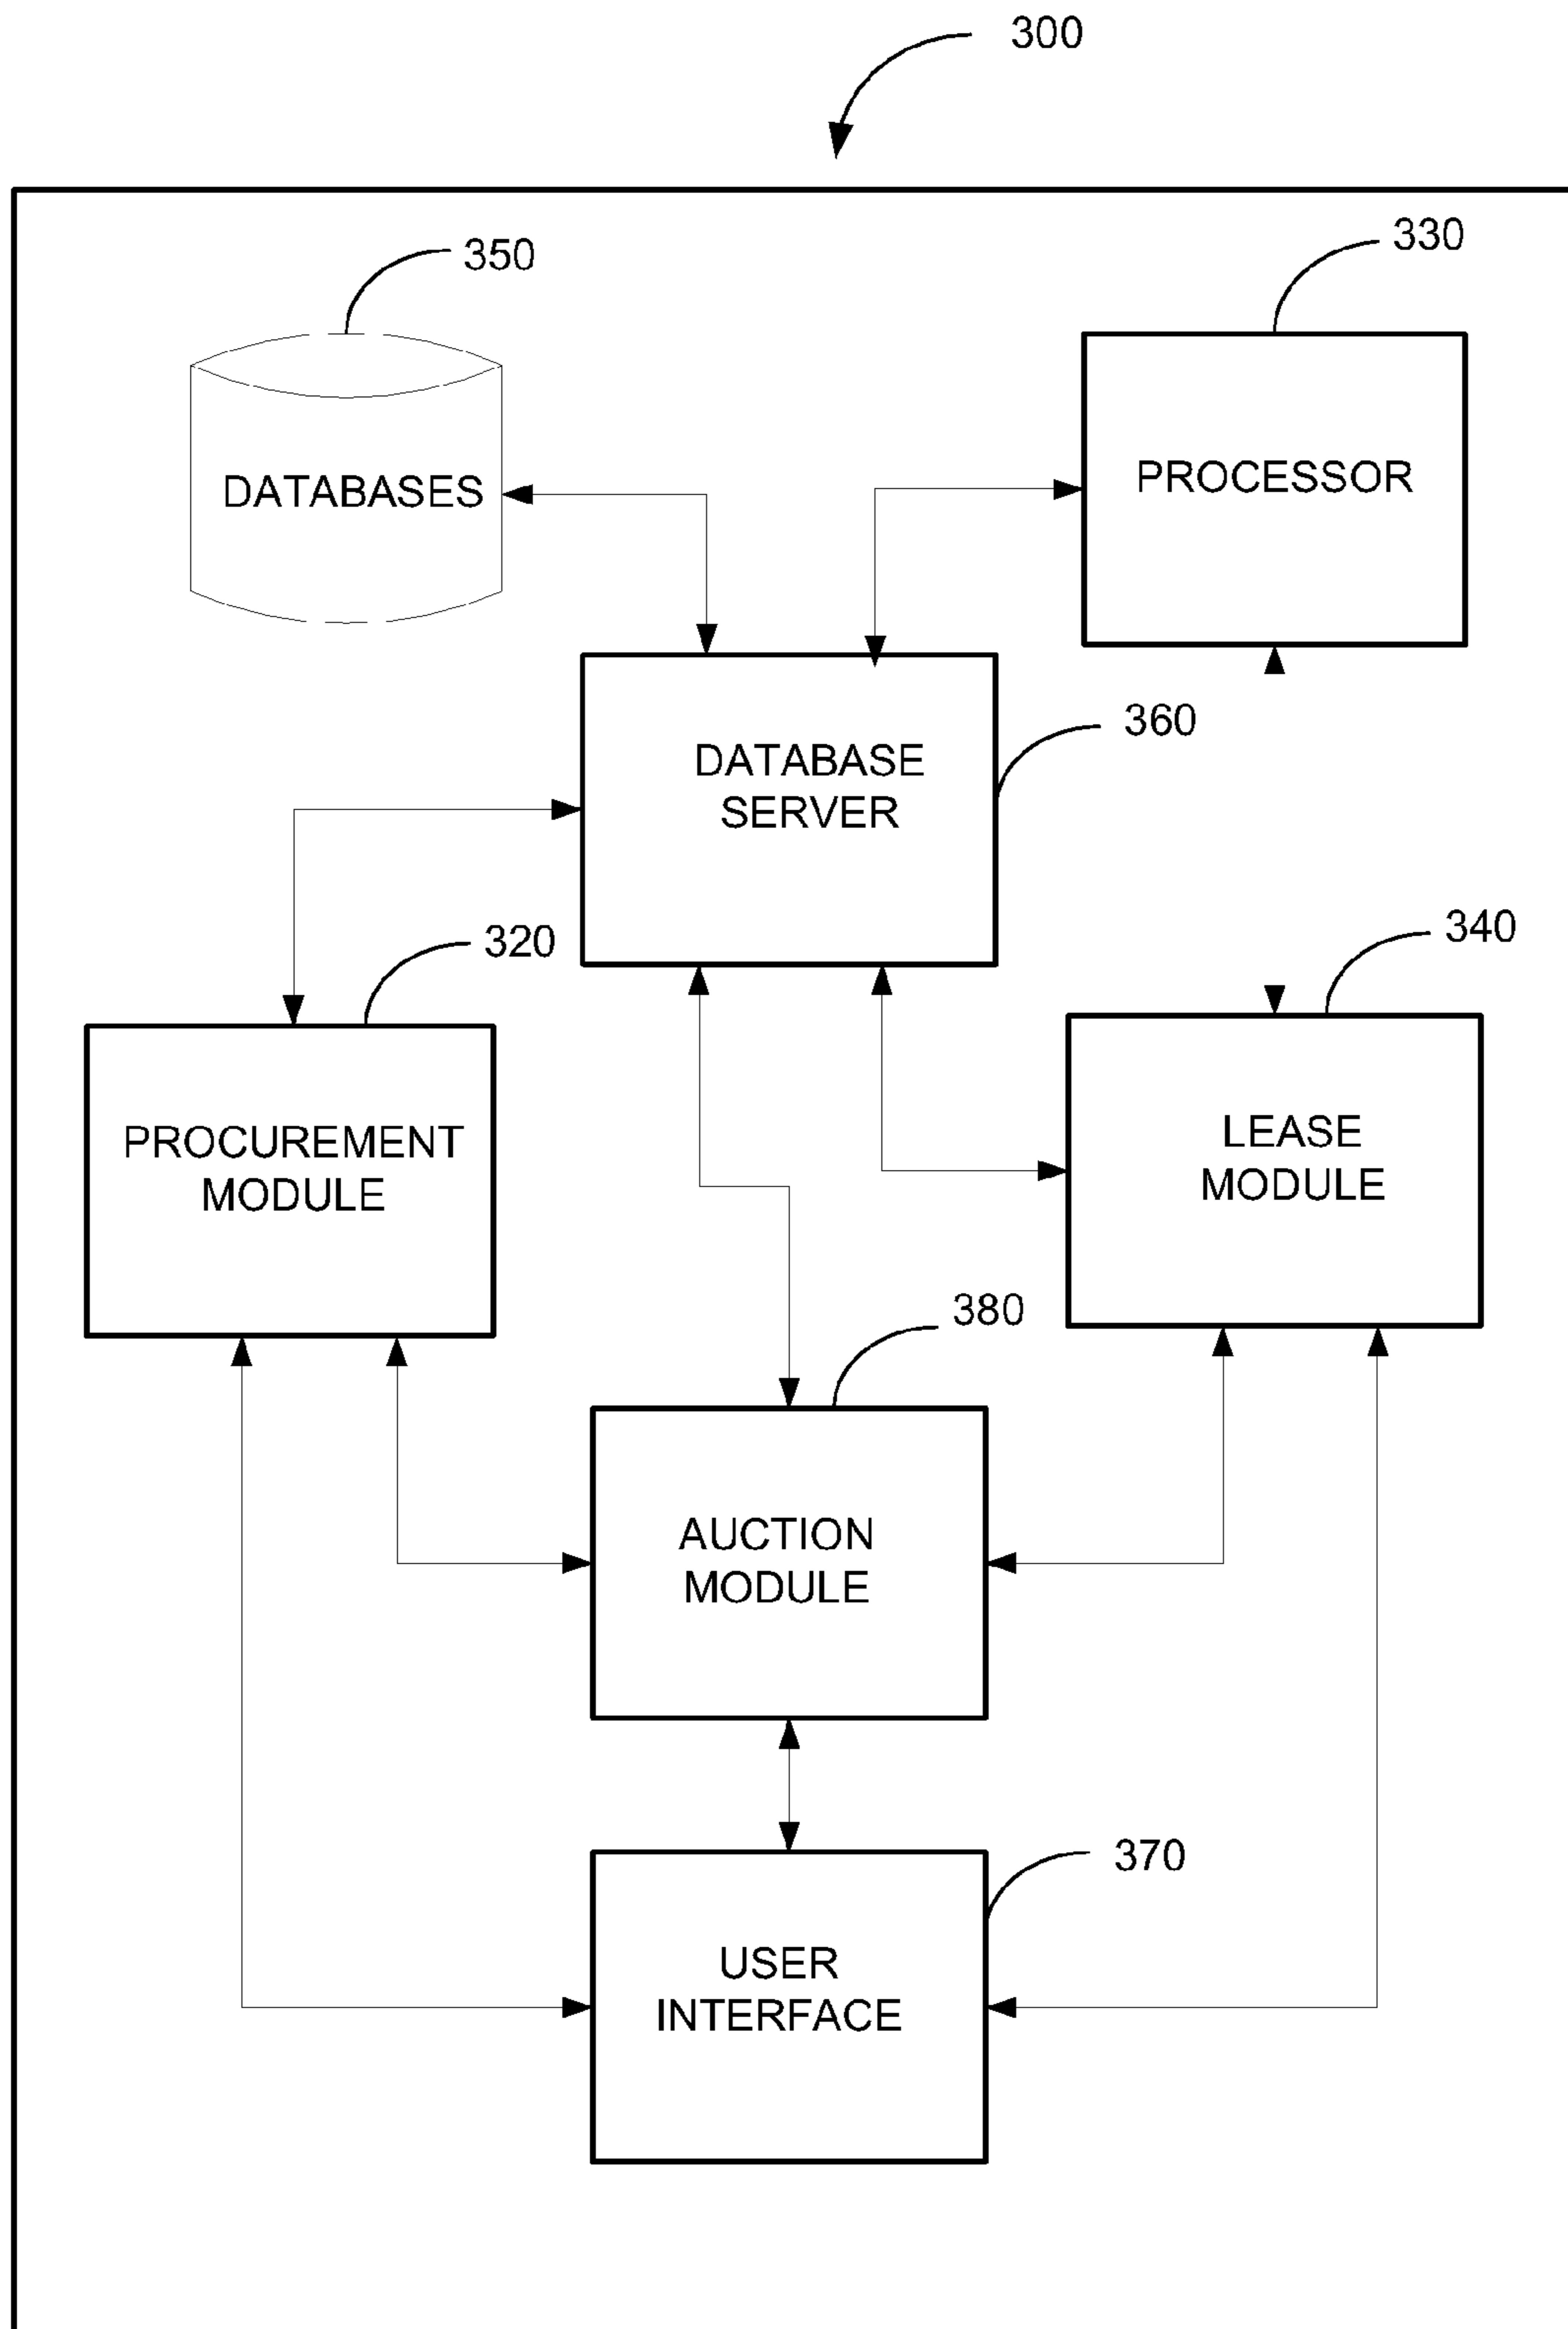 300
350
330
DATABASES
PROCESSOR
360
DATABASE
SERVER
320
340
PROCUREMENT
MODULE
LEASE
MODULE
380
AUCTION
MODULE
370
USER
INTERFACE